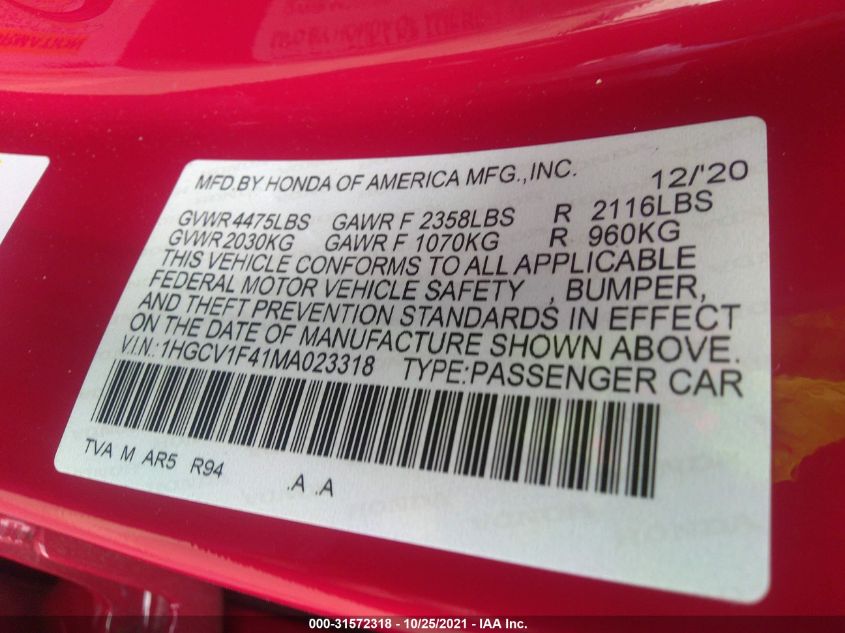 MFD.BY HONDA OF AMERICA MFG.,INC. 12/'20
GVWR 4475LBS GAWR F 2358LBS R 2116LBS
GVWR 2030KG GAWR F 1070KG R 960KG
THIS VEHICLE CONFORMS TO ALL APPLICABLE
FEDERAL MOTOR VEHICLE SAFETY , BUMPER,
AND THEFT PREVENTION STANDARDS IN EFFECT
ON THE DATE OF MANUFACTURE SHOWN ABOVE.
V.I.N.:1HGCV1F41MA023318 TYPE:PASSENGER CAR
TVA M AR5 R94 .A .A
000-31572318 - 10/25/2021 - IAA Inc.